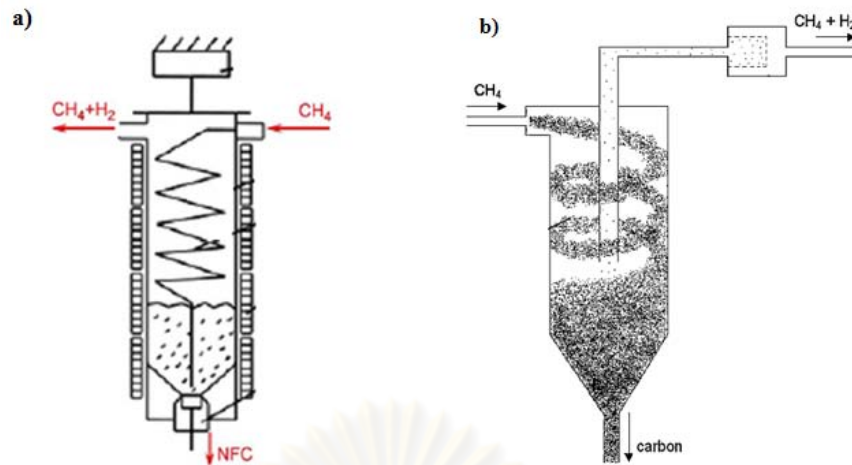 a)
CH₄+H₂
CH₄
NFC
b)
CH₄ + H₂
CH₄
carbon